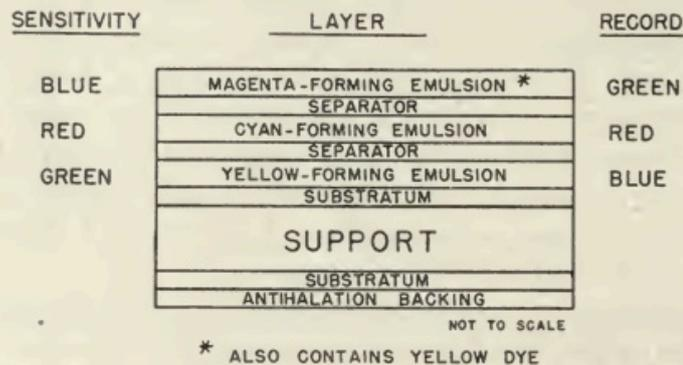 SENSITIVITY LAYER RECORD
BLUE MAGENTA-FORMING EMULSION * GREEN
SEPARATOR
RED CYAN-FORMING EMULSION RED
SEPARATOR
GREEN YELLOW-FORMING EMULSION BLUE
SUBSTRATUM
SUPPORT
SUBSTRATUM
ANTIHALATION BACKING
NOT TO SCALE
* ALSO CONTAINS YELLOW DYE